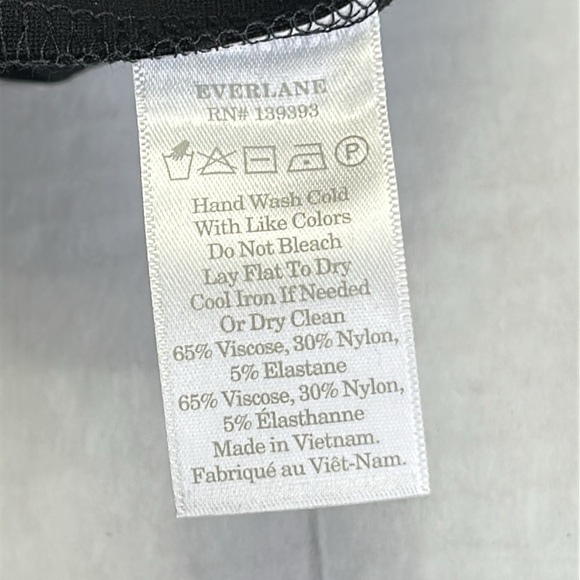 EVERLANE
RN# 139393
P
Hand Wash Cold
With Like Colors
Do Not Bleach
Lay Flat To Dry
Cool Iron If Needed
Or Dry Clean
65% Viscose, 30% Nylon,
5% Elastane
65% Viscose, 30% Nylon,
5% Élasthanne
Made in Vietnam.
Fabriqué au Viêt-Nam.